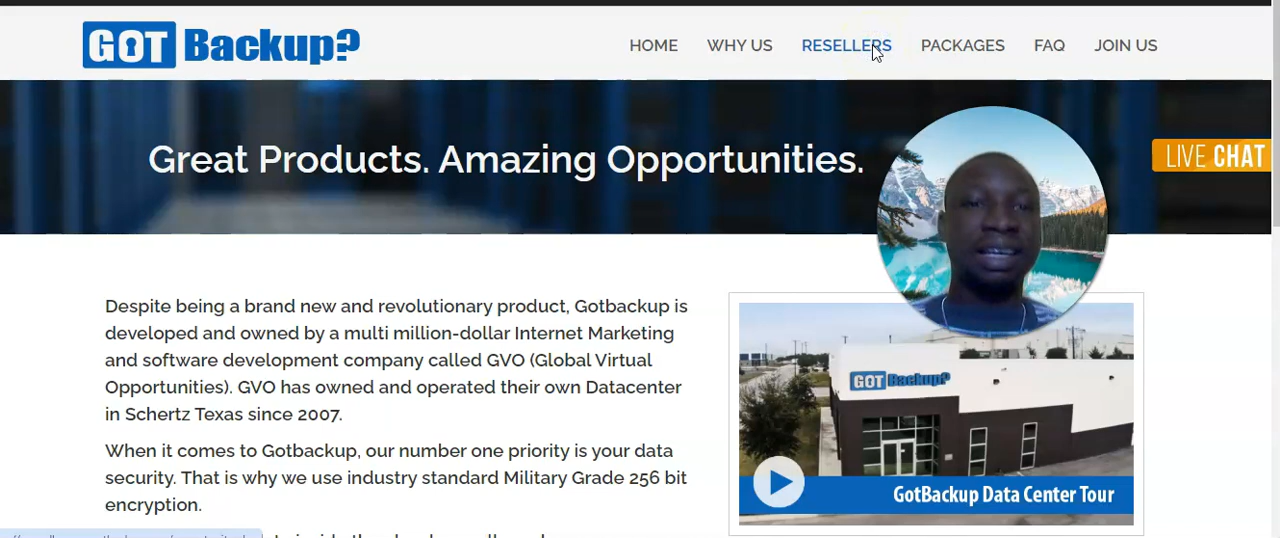 GOT Backup?
HOME WHY US RESELLERS PACKAGES FAQ JOIN US
Great Products. Amazing Opportunities.
LIVE CHAT
Despite being a brand new and revolutionary product, Gotbackup is
developed and owned by a multi million-dollar Internet Marketing
and software development company called GVO (Global Virtual
Opportunities). GVO has owned and operated their own Datacenter
in Schertz Texas since 2007.
When it comes to Gotbackup, our number one priority is your data
security. That is why we use industry standard Military Grade 256 bit
encryption.
GOT Backup?
GotBackup Data Center Tour